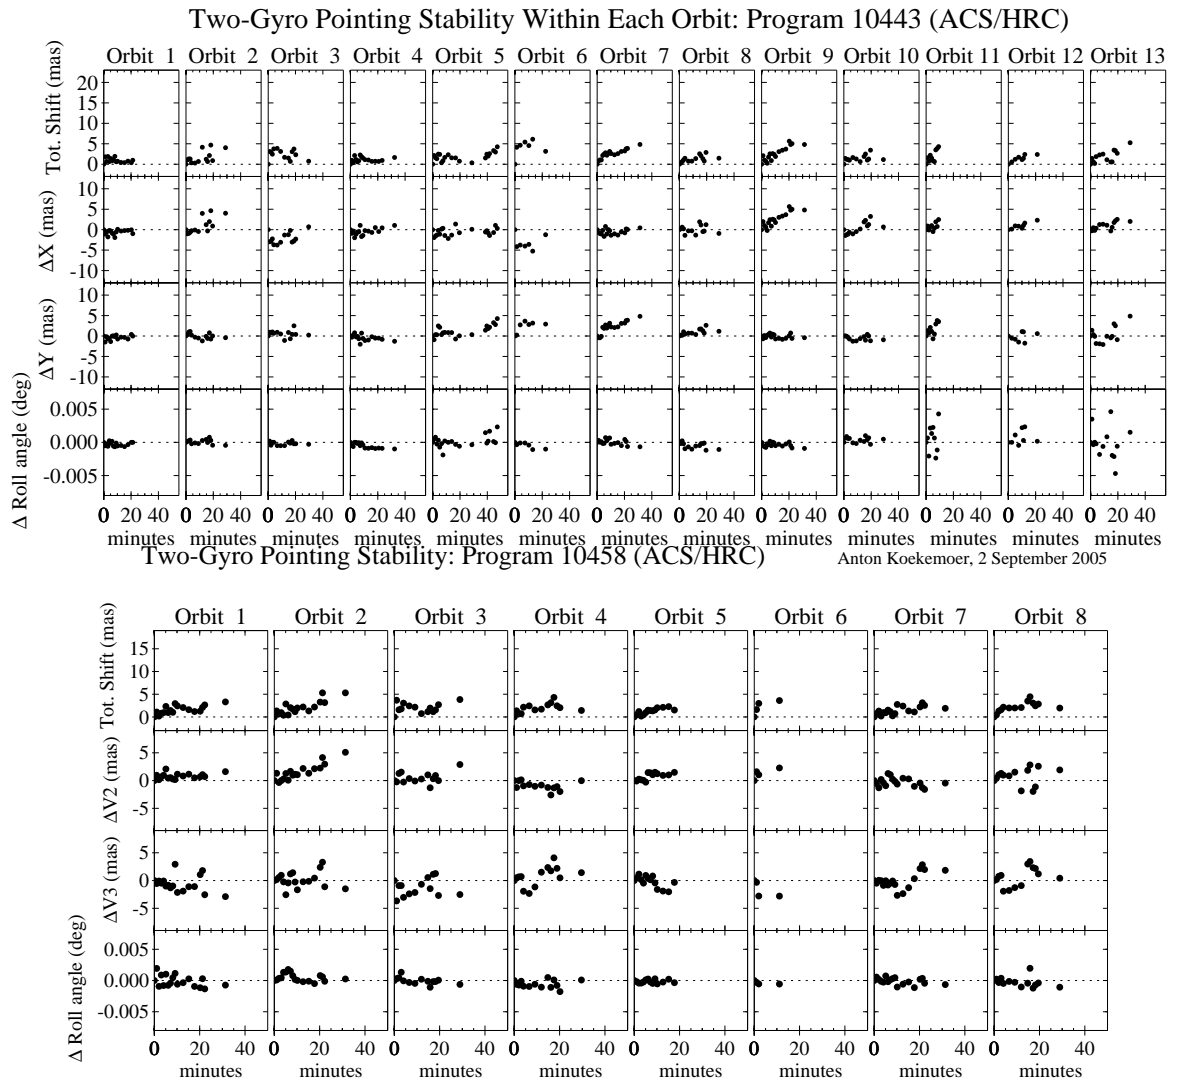 Two-Gyro Pointing Stability Within Each Orbit: Program 10443 (ACS/HRC)
Orbit 1 Orbit 2 Orbit 3 Orbit 4 Orbit 5 Orbit 6 Orbit 7 Orbit 8 Orbit 9 Orbit 10 Orbit 11 Orbit 12 Orbit 13
Tot. Shift (mas)
20
15
10
5
0
ΔX (mas)
10
5
0
-5
-10
ΔY (mas)
10
5
0
-5
-10
Δ Roll angle (deg)
0.005
0.000
-0.005
0 20 40 0 20 40 0 20 40 0 20 40 0 20 40 0 20 40 0 20 40 0 20 40 0 20 40 0 20 40 0 20 40 0 20 40 0 20 40
minutes minutes minutes minutes minutes minutes minutes minutes minutes minutes minutes minutes minutes
Two-Gyro Pointing Stability: Program 10458 (ACS/HRC)
Anton Koekemoer, 2 September 2005
Orbit 1 Orbit 2 Orbit 3 Orbit 4 Orbit 5 Orbit 6 Orbit 7 Orbit 8
Tot. Shift (mas)
15
10
5
0
ΔV2 (mas)
5
0
-5
ΔV3 (mas)
5
0
-5
Δ Roll angle (deg)
0.005
0.000
-0.005
0 20 40 0 20 40 0 20 40 0 20 40 0 20 40 0 20 40 0 20 40 0 20 40
minutes minutes minutes minutes minutes minutes minutes minutes